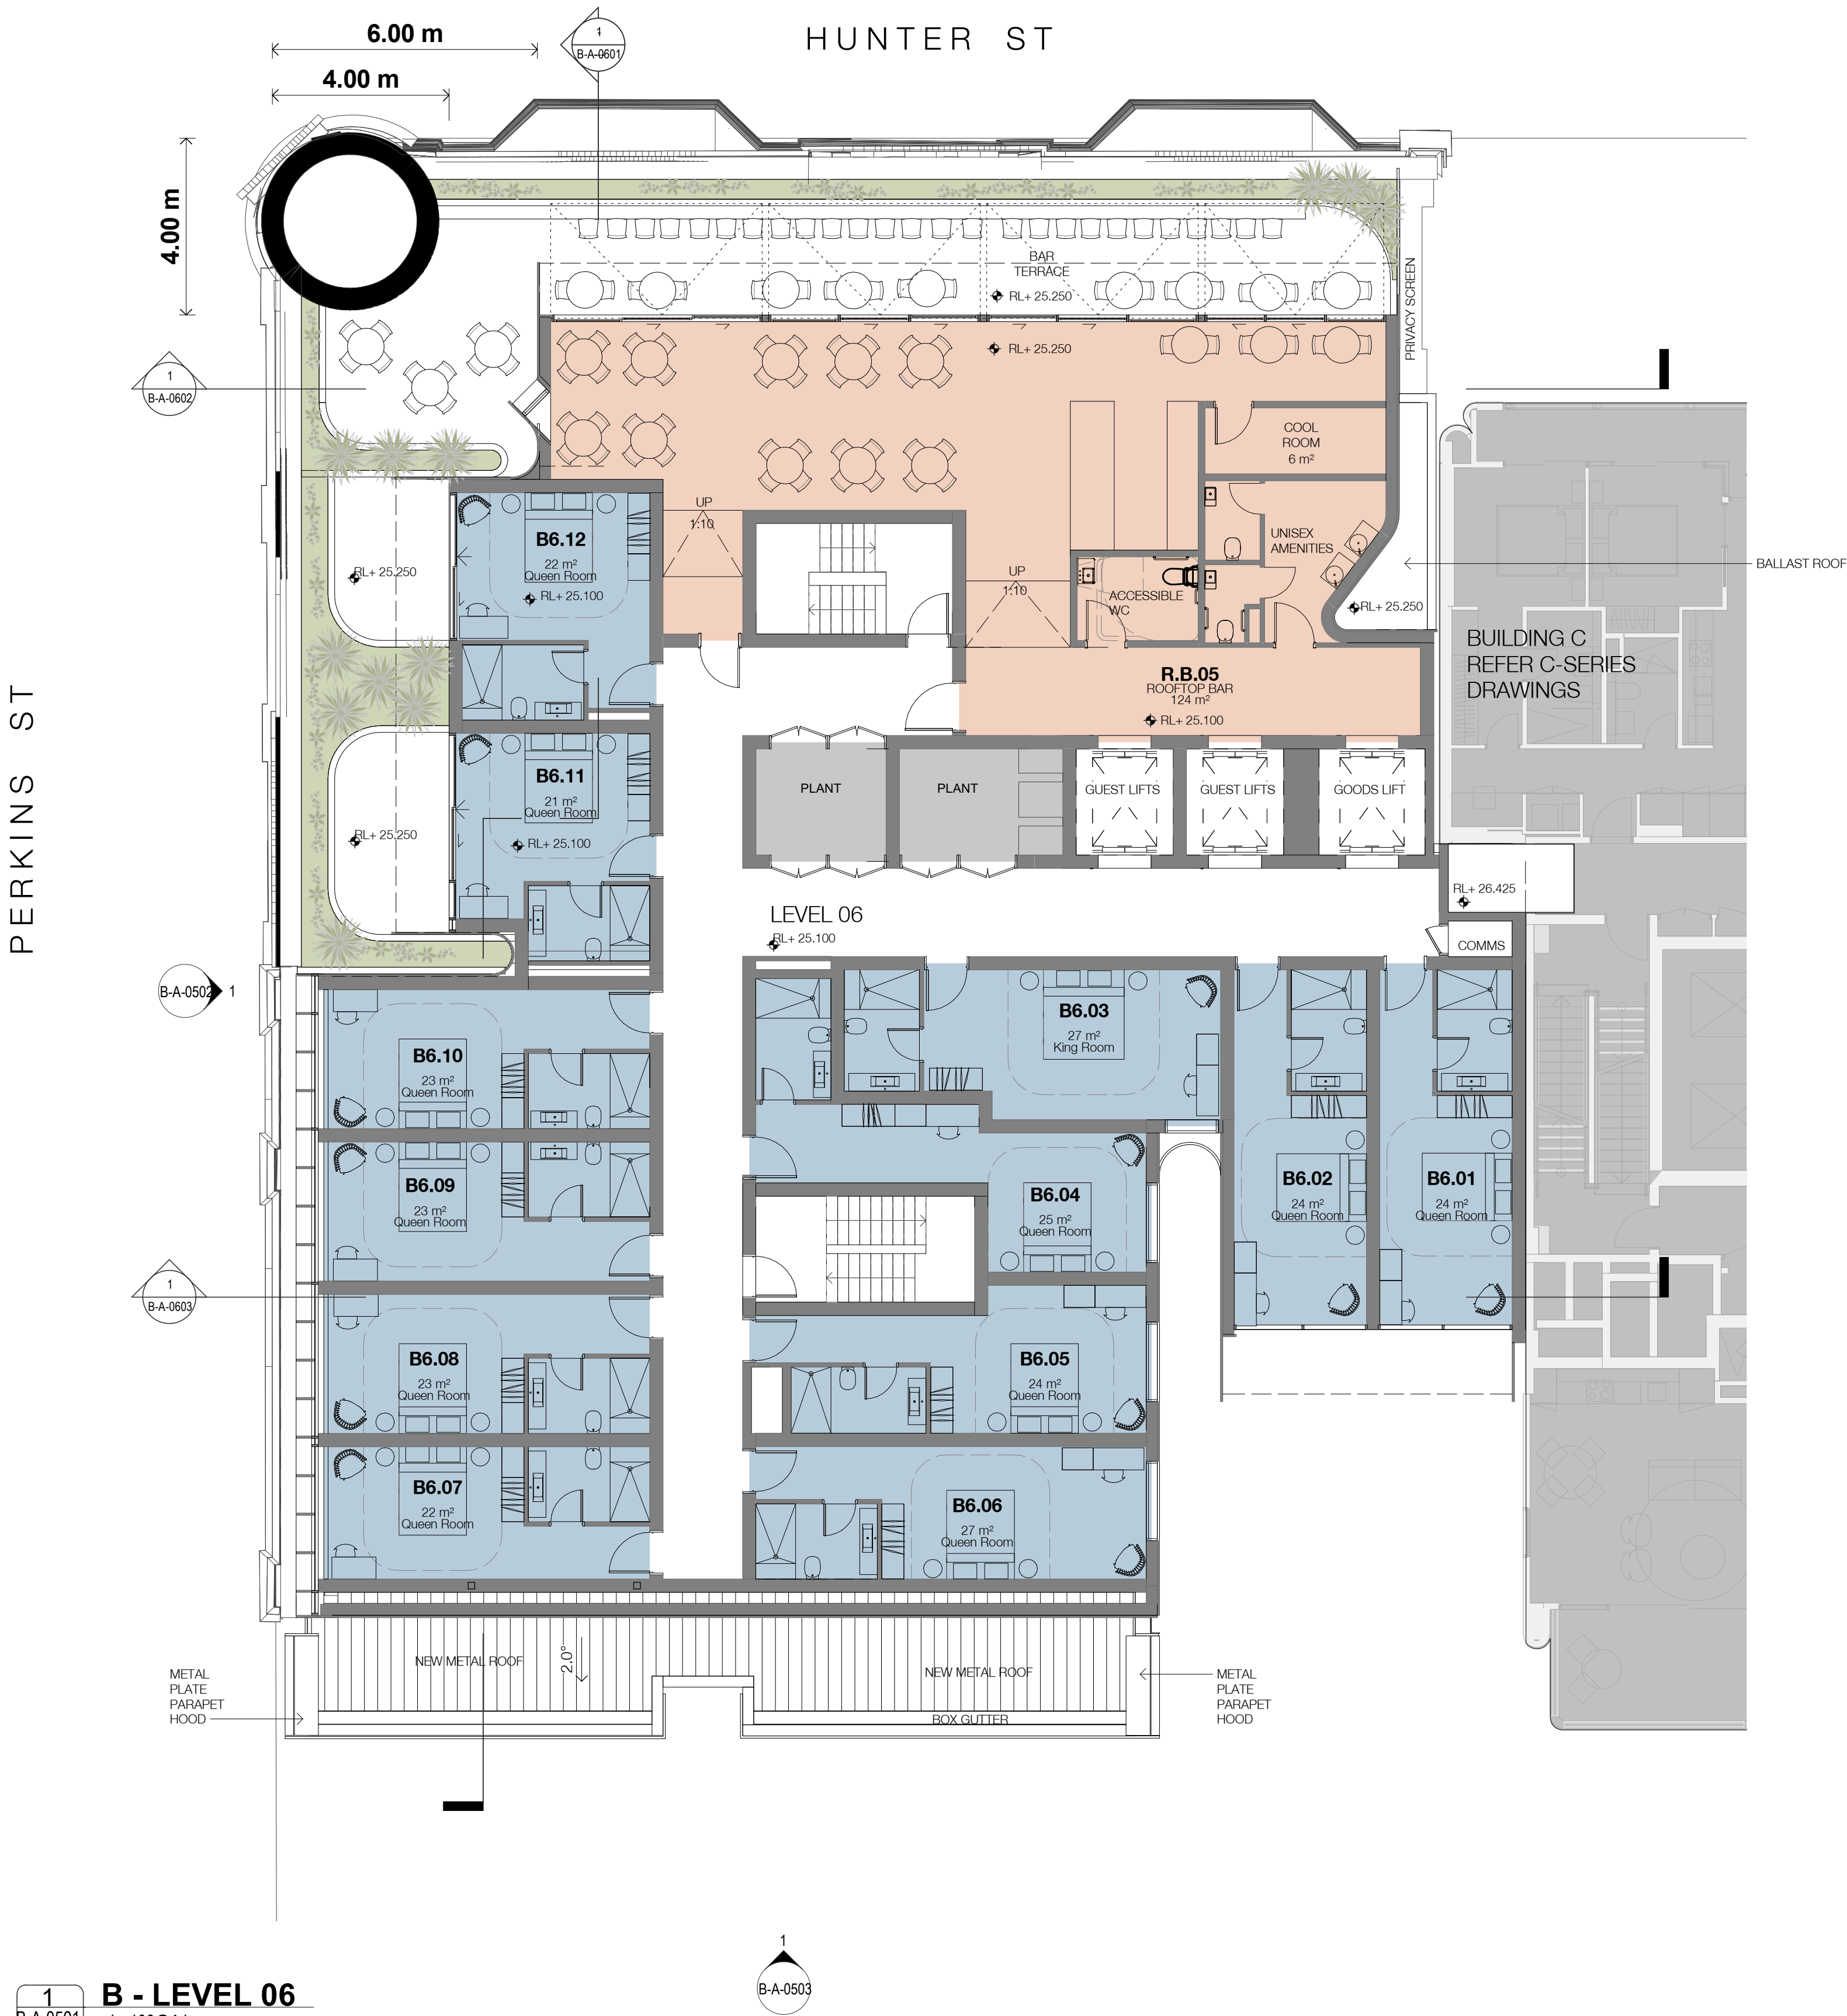 6.00 m
1
B-A-0601
HUNTER ST
4.00 m
4.00 m
BAR
TERRACE
RL+ 25.250
PRIVACY SCREEN
RL+ 25.250
1
B-A-0602
COOL
ROOM
6 m²
UP
1:10
UNISEX
AMENITIES
B6.12
22 m²
Queen Room
RL+ 25.100
RL+ 25.250
UP
1:10
ACCESSIBLE
WC
RL+ 25.250
BALLAST ROOF
BUILDING C
REFER C-SERIES
DRAWINGS
R.B.05
ROOFTOP BAR
124 m²
RL+ 25.100
PERKINS ST
B6.11
21 m²
Queen Room
RL+ 25.100
RL+ 25.250
PLANT
PLANT
GUEST LIFTS
GUEST LIFTS
GOODS LIFT
RL+ 26.425
LEVEL 06
RL+ 25.100
COMMS
B-A-0502
1
B6.03
27 m²
King Room
B6.10
23 m²
Queen Room
B6.09
23 m²
Queen Room
B6.04
25 m²
Queen Room
B6.02
24 m²
Queen Room
B6.01
24 m²
Queen Room
1
B-A-0603
B6.08
23 m²
Queen Room
B6.05
24 m²
Queen Room
B6.07
22 m²
Queen Room
B6.06
27 m²
Queen Room
NEW METAL ROOF
2.0°
NEW METAL ROOF
METAL
PLATE
PARAPET
HOOD
METAL
PLATE
PARAPET
HOOD
BOX GUTTER
1
B-A-0503
1
B-A-0501
B - LEVEL 06